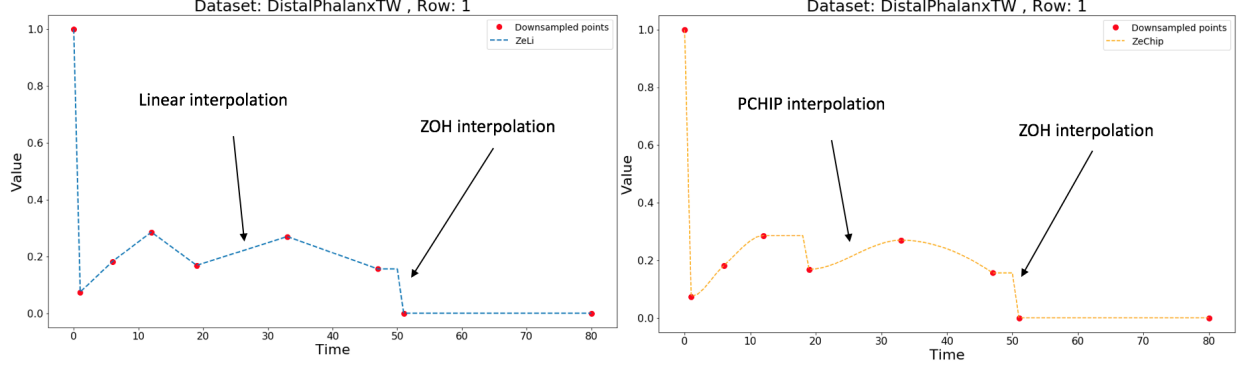 Dataset: DistalPhalanxTW , Row: 1
Downsampled points
ZeLi
Linear interpolation
ZOH interpolation
Value
1.0
0.8
0.6
0.4
0.2
0.0
0 10 20 30 40 50 60 70 80
Time
Dataset: DistalPhalanxTW , Row: 1
Downsampled points
ZeChip
PCHIP interpolation
ZOH interpolation
Value
1.0
0.8
0.6
0.4
0.2
0.0
0 10 20 30 40 50 60 70 80
Time